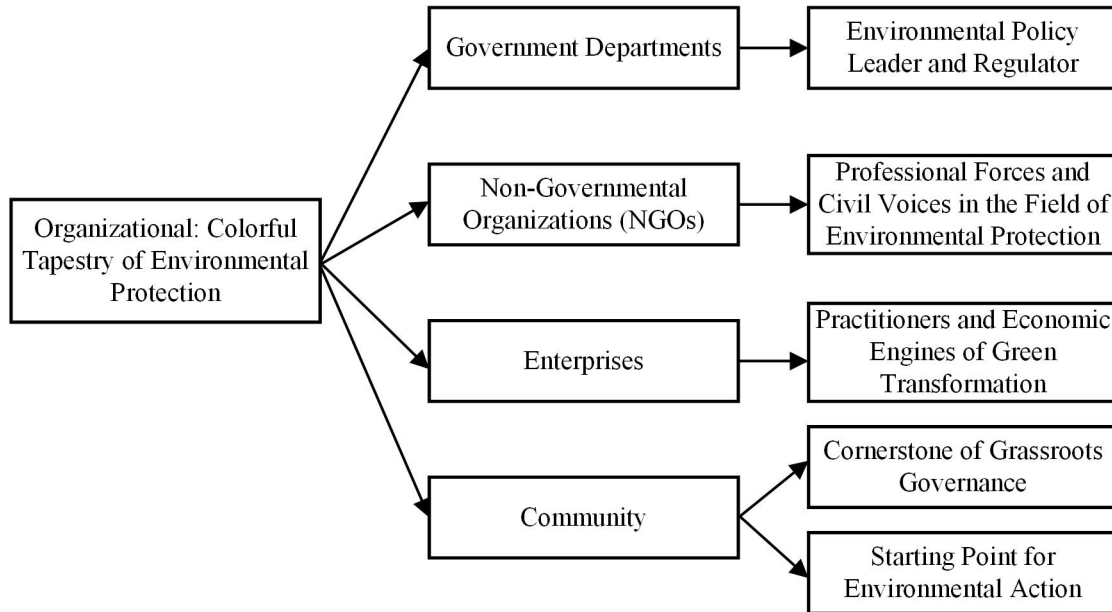 Government Departments
Environmental Policy
Leader and Regulator
Organizational: Colorful
Tapestry of Environmental
Protection
Non-Governmental
Organizations (NGOs)
Professional Forces and
Civil Voices in the Field of
Environmental Protection
Enterprises
Practitioners and Economic
Engines of Green
Transformation
Community
Cornerstone of Grassroots
Governance
Starting Point for
Environmental Action